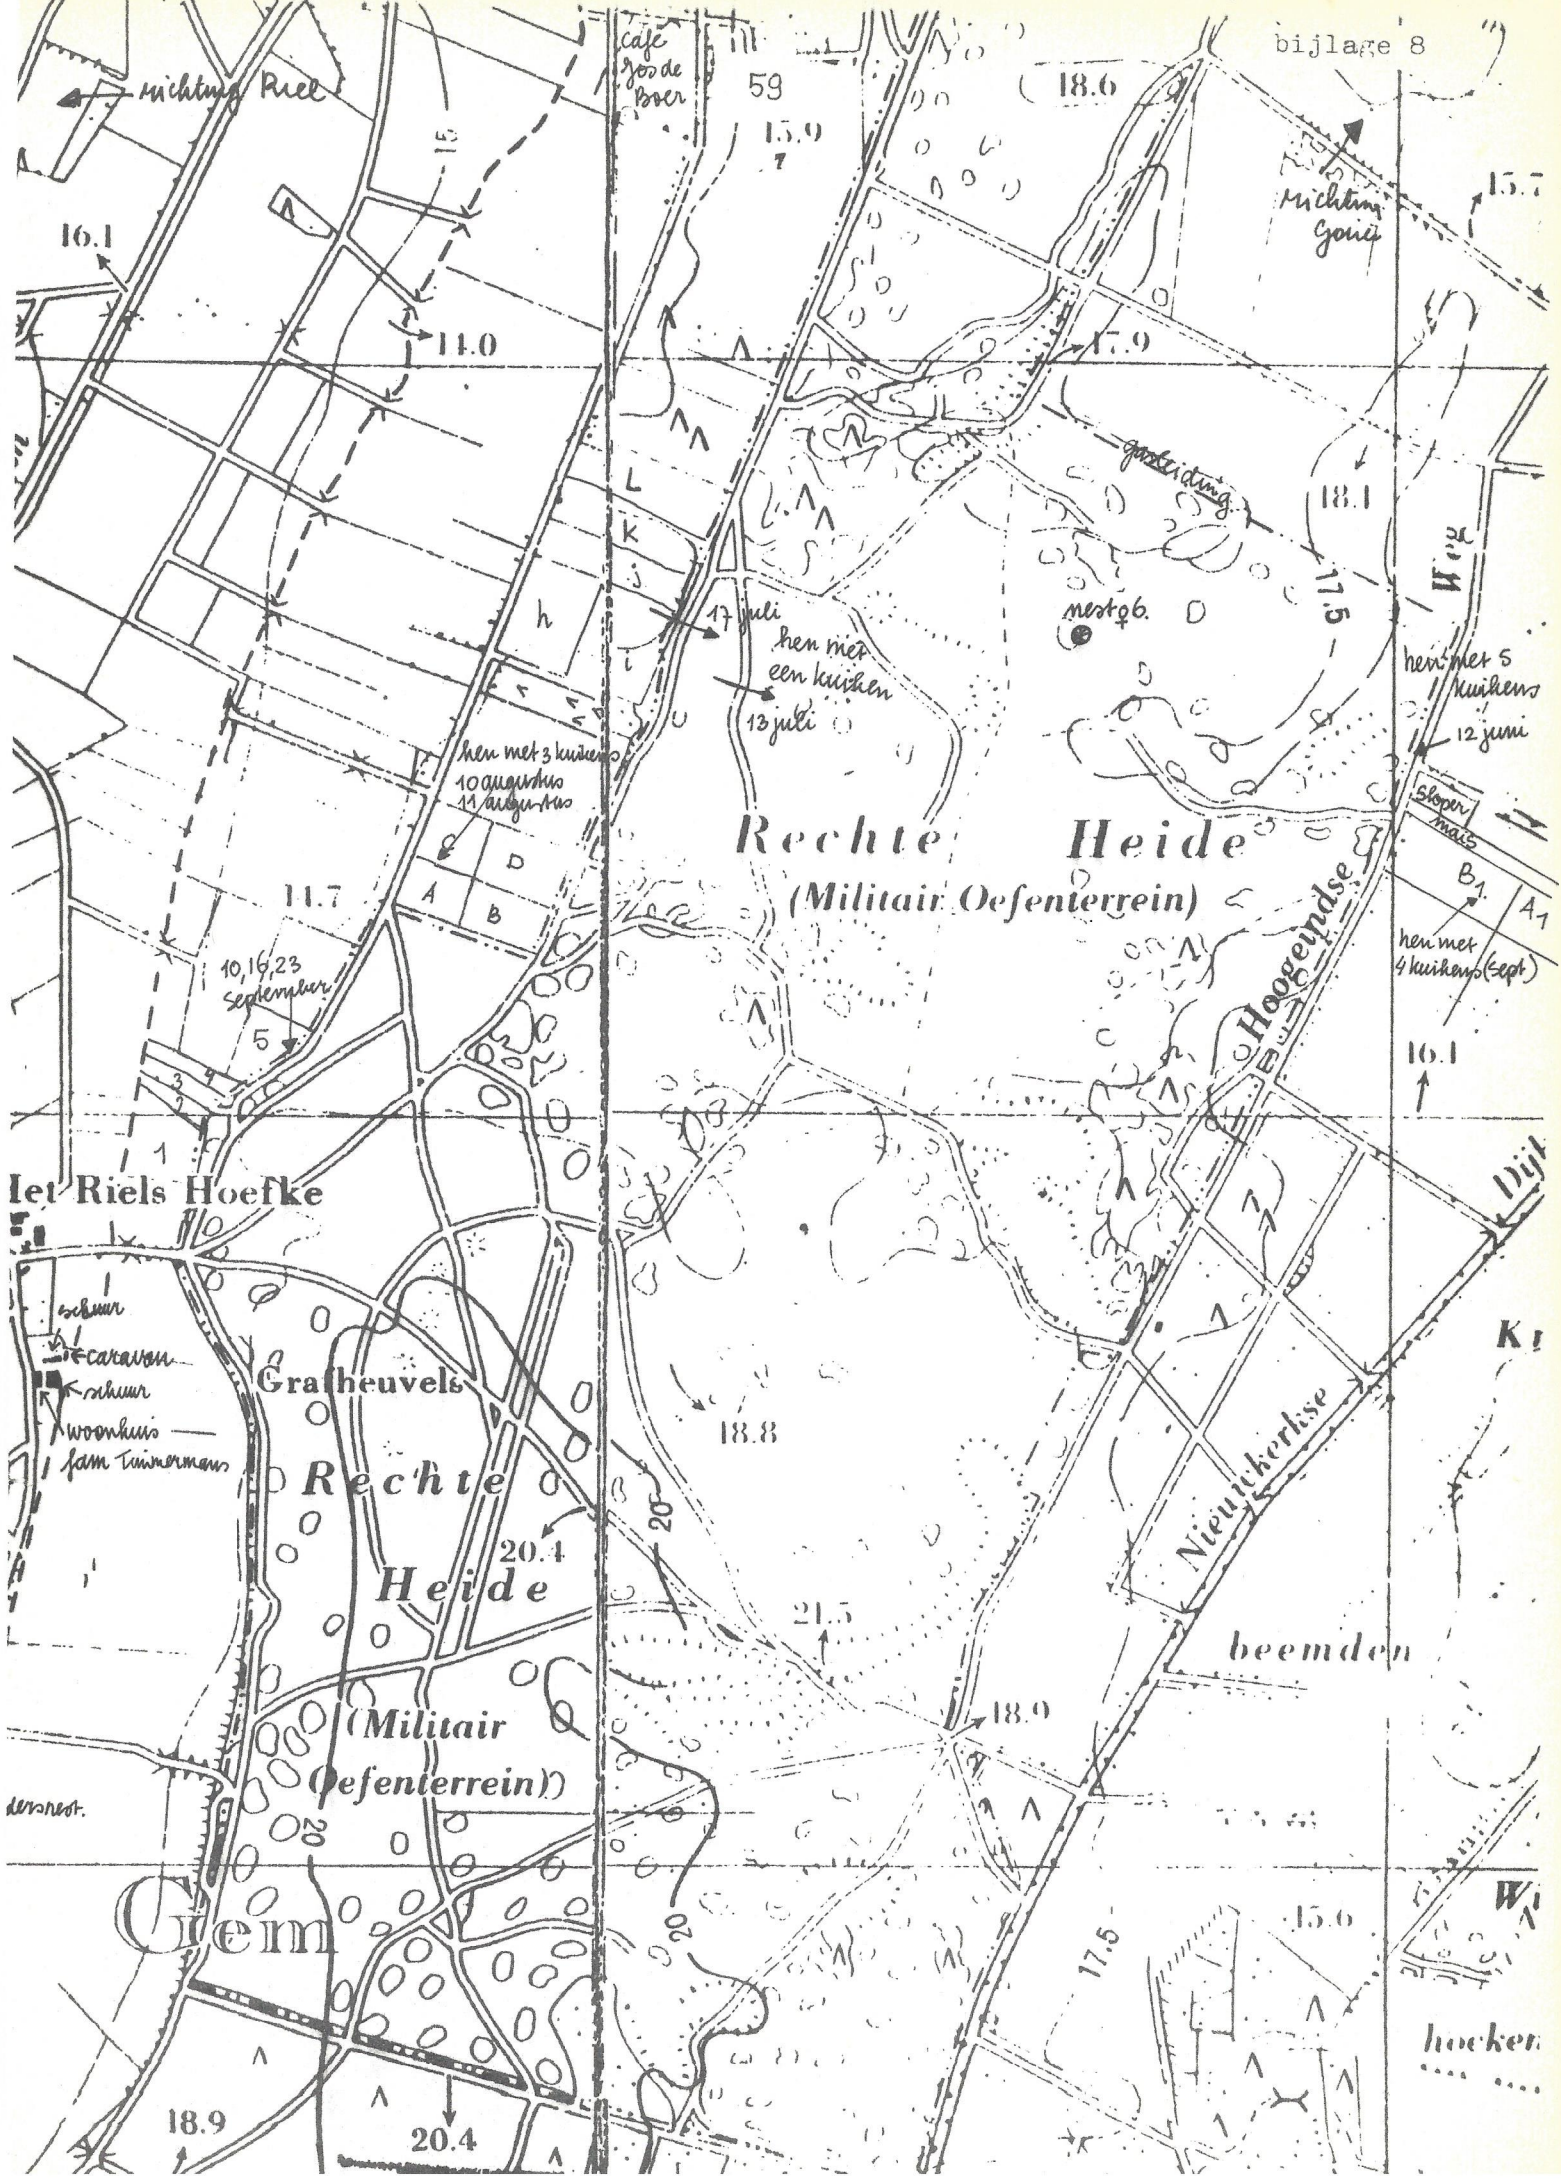 bijlage 8
café
Jos de
Boer
59
18.6
richting Riel
15
15.9
15.7
richting
Goirle
16.1
14.0
17.9
gasleiding
18.1
L
K
j
h
i
17.5
Weg
17 juli
hen met
een kuiken
13 juli
nest ♀ 6.
hen met 5
kuikens
12 juni
hen met 3 kuikens
10 augustus
11 augustus
C
D
A
B
sloper
mais
B1
A1
Rechte Heide
(Militair Oefenterrein)
14.7
Hoogeindse
hen met
4 kuikens (sept)
10, 16, 23
september
5
4
3
2
1
16.1
Het Riels Hoefke
Dijk
schuur
caravan
schuur
woonhuis
fam Timmermans
Grafheuvels
18.8
Rechte
Heide
20
20.4
Nieuwkerkse
21.5
beemden
(Militair
Oefenterrein)
18.9
20
dersnest.
Gem
20
17.5
15.6
hoeken
18.9
20.4